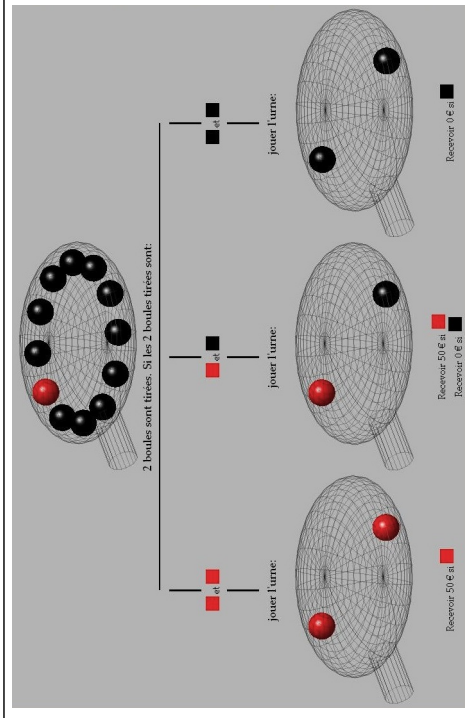 2 boules sont tirées. Si les 2 boules tirées sont:
et
et
et
jouer l'urne:
jouer l'urne:
jouer l'urne:
Recevoir 50 € si
Recevoir 50 € si
Recevoir 0 € si
Recevoir 0 € si